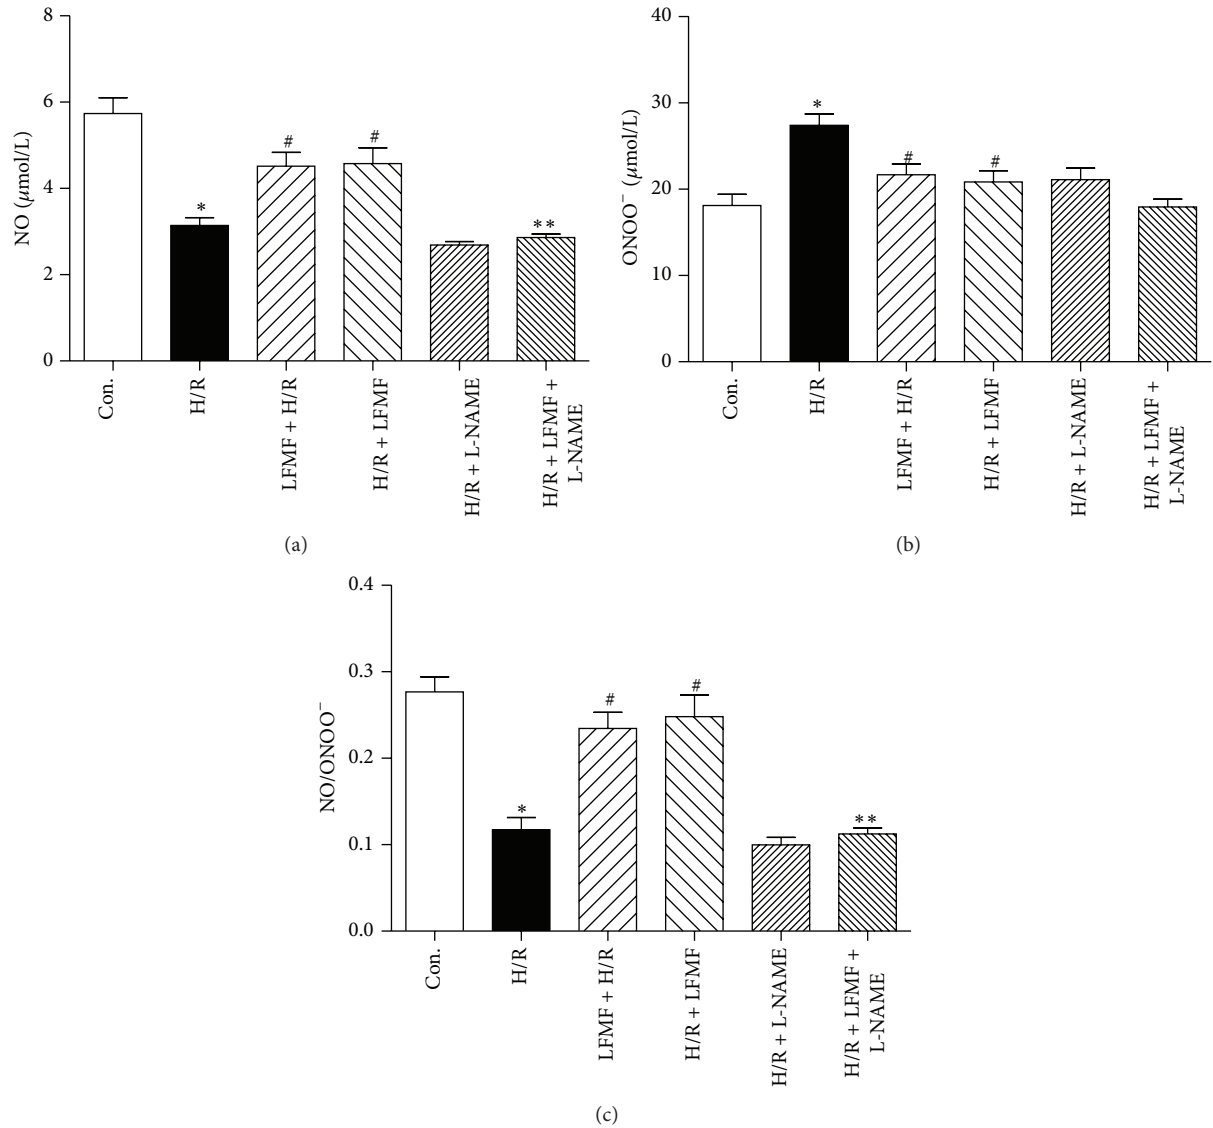 8
6
4
2
0
NO (μmol/L)
*
#
#
**
Con.
H/R
LFMF + H/R
H/R + LFMF
H/R + L-NAME
H/R + LFMF +
L-NAME
(a)
40
30
20
10
0
ONOO⁻ (μmol/L)
*
#
#
Con.
H/R
LFMF + H/R
H/R + LFMF
H/R + L-NAME
H/R + LFMF +
L-NAME
(b)
0.4
0.3
0.2
0.1
0.0
NO/ONOO⁻
*
#
#
**
Con.
H/R
LFMF + H/R
H/R + LFMF
H/R + L-NAME
H/R + LFMF +
L-NAME
(c)